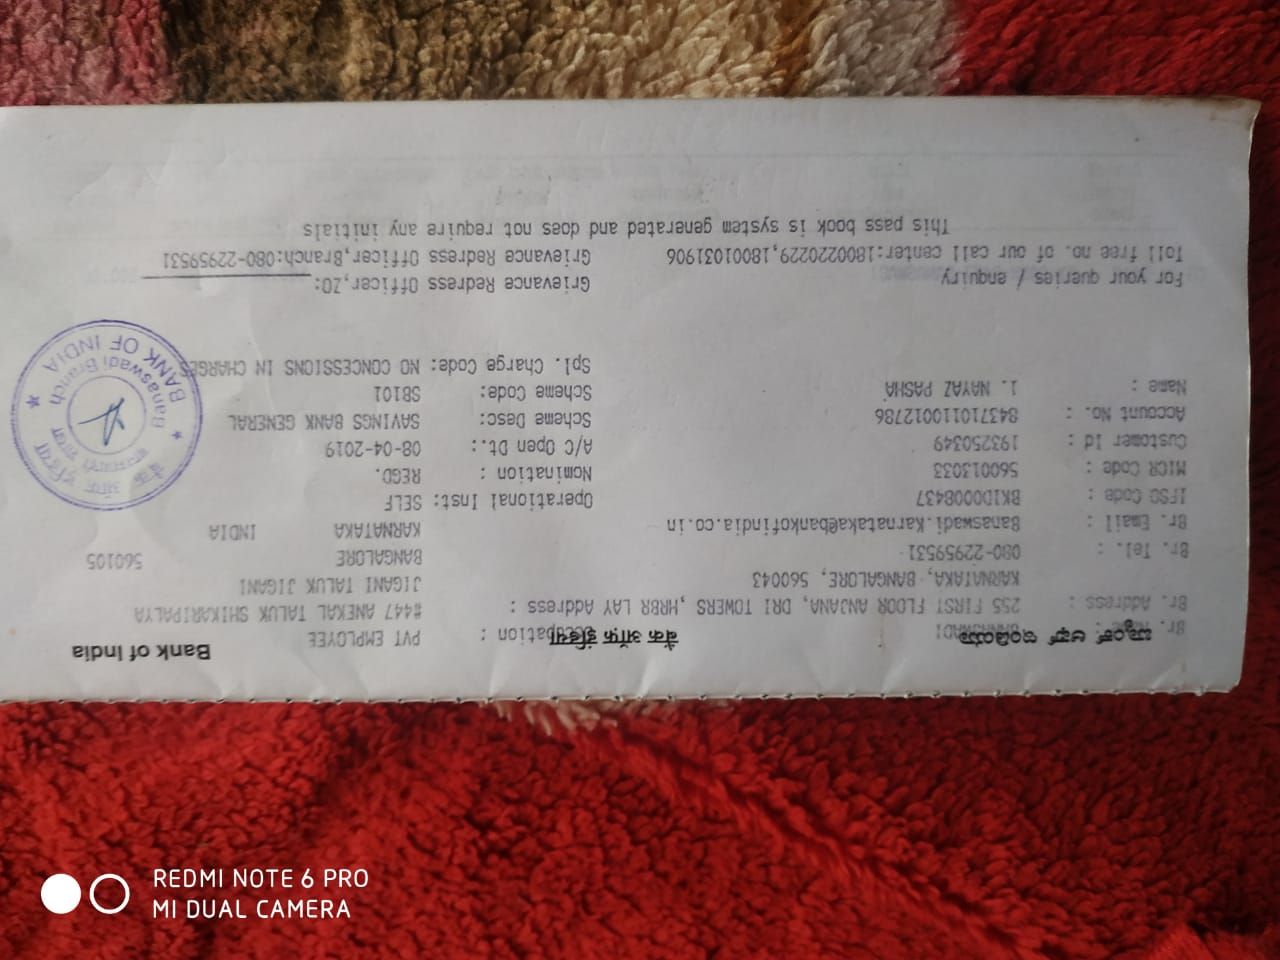 ಬ್ಯಾಂಕ್ ಆಫ್ ಇಂಡಿಯಾ बैंक ऑफ इंडिया Bank of India
Br. Name : BANASWADI Occupation : PVT EMPLOYEE
Br. Address : 255 FIRST FLOOR ANJANA, DRI TOWERS, HRBR LAY Address : #447 ANEKAL TALUK SHIKARIPALYA
KARNATAKA, BANGALORE, 560043 JIGANI TALUK JIGANI
Br. Tel. : 080-22959531 BANGALORE 560105
Br. Email : Banaswadi.Karnataka@bankofindia.co.in KARNATAKA INDIA
IFSC Code : BKID0008437 Operational Inst: SELF
MICR Code : 560013033 Nomination : REGD.
Customer Id : 193250349 A/C Open Dt.: 08-04-2019
Account No. : 843710110012786 Scheme Desc: SAVINGS BANK GENERAL
Name : 1. NAYAZ PASHA Scheme Code: SB101
Spl. Charge Code: NO CONCESSIONS IN CHARGES
बैंक ऑफ इंडिया
Banaswadi Branch
BANK OF INDIA
For your queries / enquiry Grievance Redress Officer,ZO:
Toll free no. of our call center:1800220229,18001031906 Grievance Redress Officer,Branch:080-22959531
This pass book is system generated and does not require any initials
REDMI NOTE 6 PRO
MI DUAL CAMERA